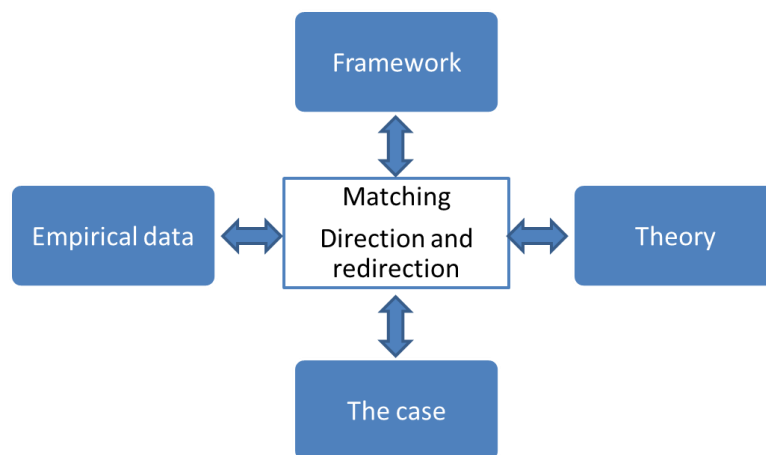 Framework
Matching
Direction and
redirection
Empirical data
Theory
The case